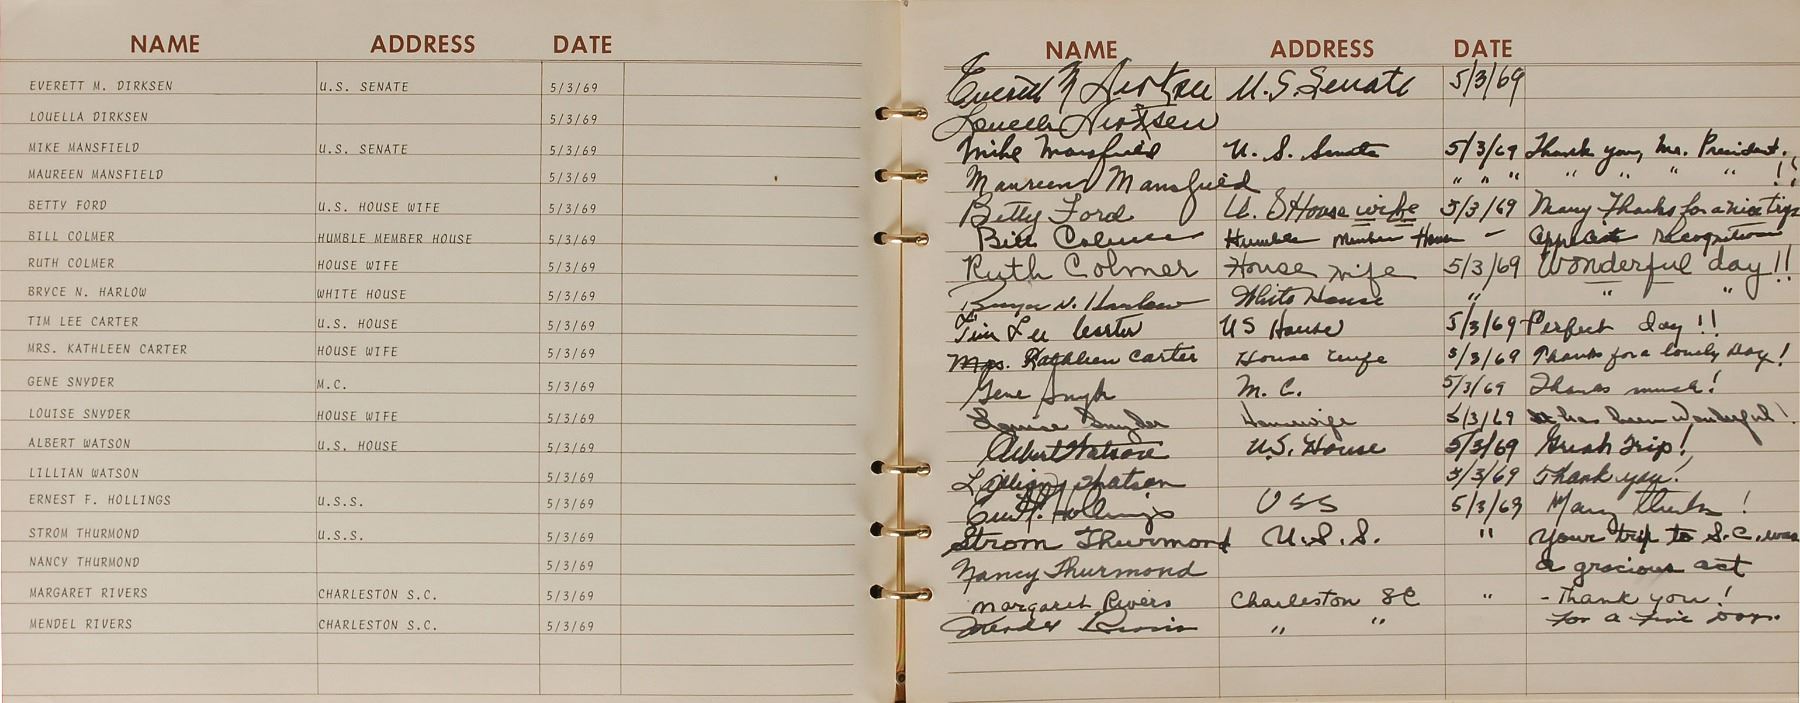 NAME ADDRESS DATE
EVERETT M. DIRKSEN U.S. SENATE 5/3/69
LOUELLA DIRKSEN 5/3/69
MIKE MANSFIELD U.S. SENATE 5/3/69
MAUREEN MANSFIELD 5/3/69
BETTY FORD U.S. HOUSE WIFE 5/3/69
BILL COLMER HUMBLE MEMBER HOUSE 5/3/69
RUTH COLMER HOUSE WIFE 5/3/69
BRYCE N. HARLOW WHITE HOUSE 5/3/69
TIM LEE CARTER U.S. HOUSE 5/3/69
MRS. KATHLEEN CARTER HOUSE WIFE 5/3/69
GENE SNYDER M.C. 5/3/69
LOUISE SNYDER HOUSE WIFE 5/3/69
ALBERT WATSON U.S. HOUSE 5/3/69
LILLIAN WATSON 5/3/69
ERNEST F. HOLLINGS U.S.S. 5/3/69
STROM THURMOND U.S.S. 5/3/69
NANCY THURMOND 5/3/69
MARGARET RIVERS CHARLESTON S.C. 5/3/69
MENDEL RIVERS CHARLESTON S.C. 5/3/69
NAME ADDRESS DATE
Everett M Dirksen U.S. Senate 5/3/69
Louella Dirksen
Mike Mansfield U. S. Senate 5/3/69 Thank you, Mr. President.
Maureen Mansfield " " " " " " " !!
Betty Ford U. S House wife 5/3/69 Many Thanks for a nice trip
Bill Colmer Humble Member House - appreciate recognition
Ruth Colmer House wife 5/3/69 Wonderful day!!
Bryce N. Harlow White House " " "
Tim Lee Carter US House 5/3/69 Perfect day!!
Mrs. Kathleen Carter House wife 5/3/69 Thanks for a lovely day!
Gene Snyder M. C. 5/3/69 Thanks much!
Louise Snyder Housewife 5/3/69 It has been wonderful!
Albert Watson U.S. House 5/3/69 Great trip!
Lillian Watson 5/3/69 Thank you!
Ernest F. Hollings USS 5/3/69 Many thanks!
Strom Thurmond U.S.S. " Your trip to S.C. was
Nancy Thurmond a gracious act
Margaret Rivers Charleston SC " - Thank you!
Mendel Rivers " " For a Fine Day.